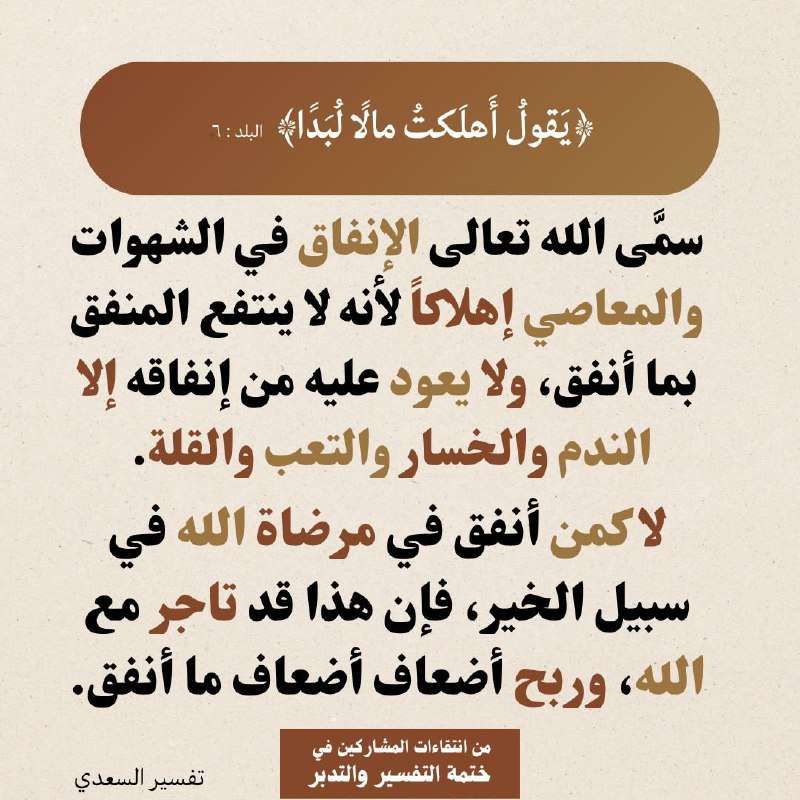 ﴿يَقولُ أَهلَكتُ مالًا لُبَدًا﴾ البلد : ٦
سمَّى الله تعالى الإنفاق في الشهوات
والمعاصي إهلاكاً لأنه لا ينتفع المنفق
بما أنفق، ولا يعود عليه من إنفاقه إلا
الندم والخسار والتعب والقلة.
لا كمن أنفق في مرضاة الله في
سبيل الخير، فإن هذا قد تاجر مع
الله، وربح أضعاف أضعاف ما أنفق.
من انتقاءات المشاركين في
ختمة التفسير والتدبر
تفسير السعدي